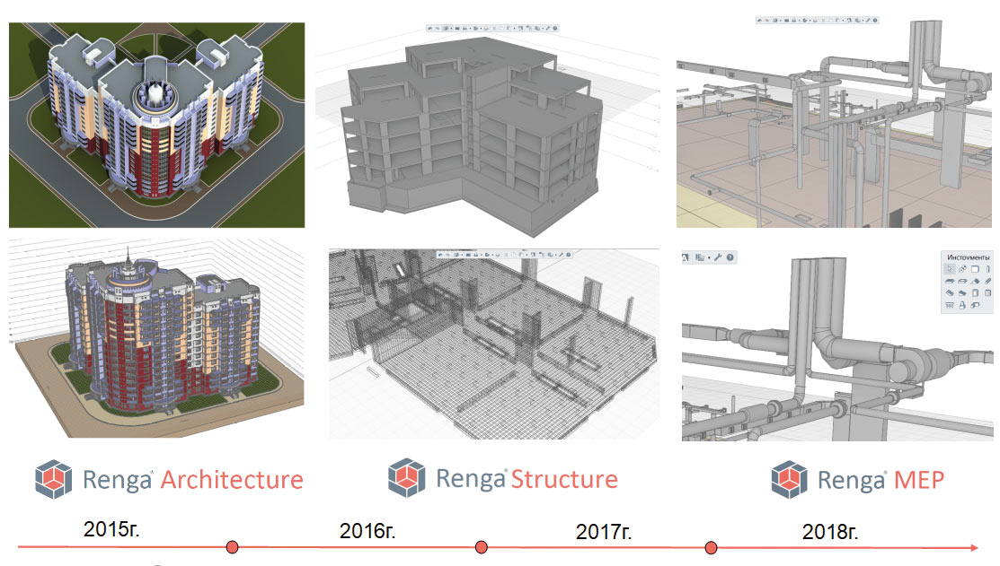 Инструменты
Renga® Architecture
Renga® Structure
Renga® MEP
2015г.
2016г.
2017г.
2018г.